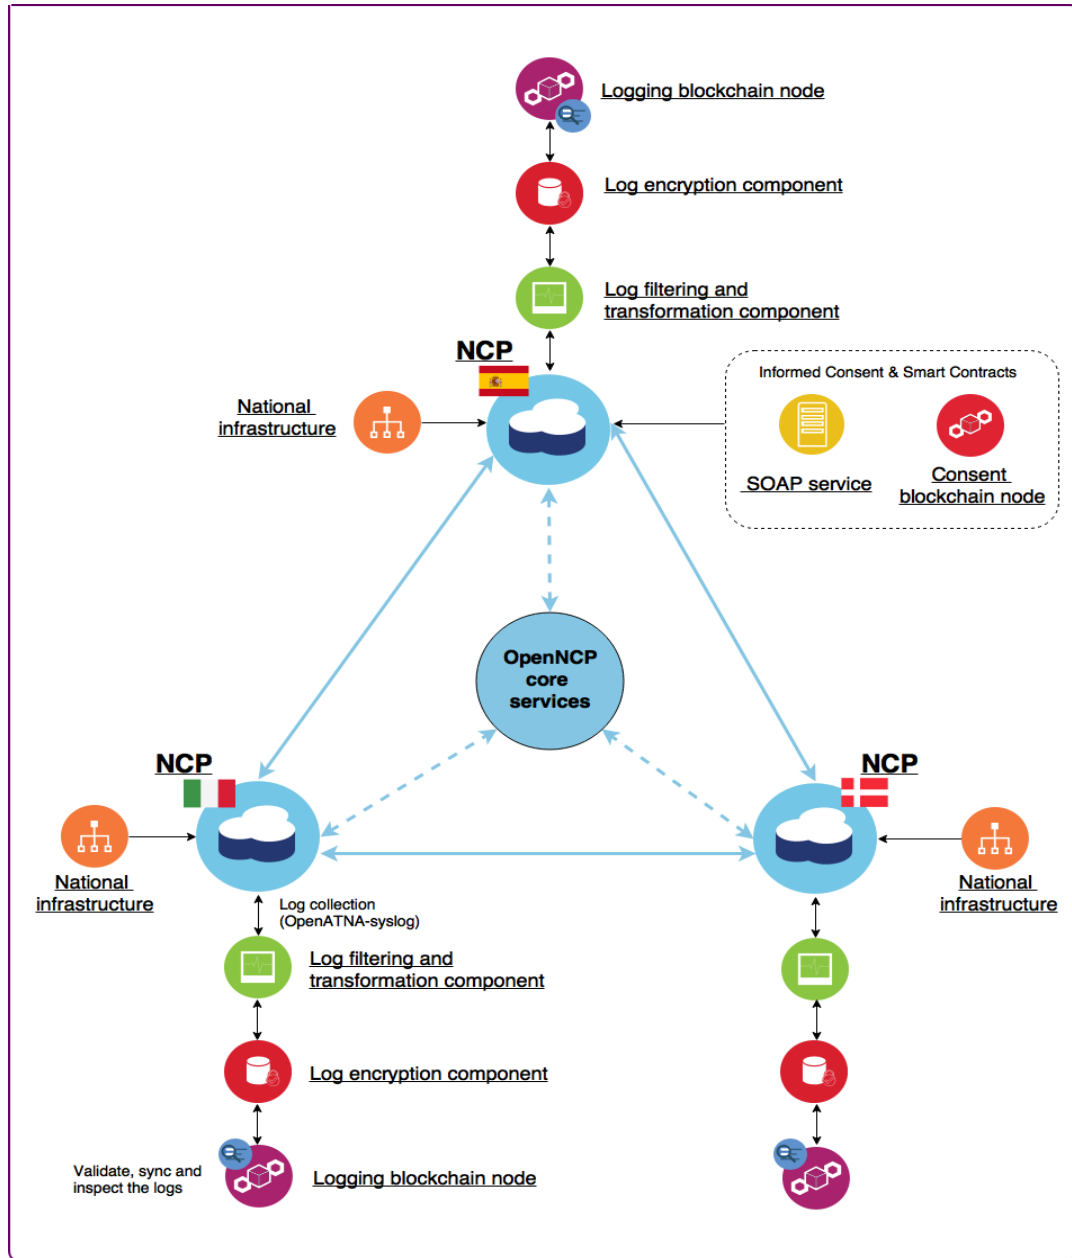 Logging blockchain node
Log encryption component
Log filtering and
transformation component
NCP
Informed Consent & Smart Contracts
National
infrastructure
SOAP service
Consent
blockchain node
OpenNCP
core
services
NCP
NCP
National
infrastructure
National
infrastructure
Log collection
(OpenATNA-syslog)
Log filtering and
transformation component
Log encryption component
Validate, sync and
inspect the logs
Logging blockchain node